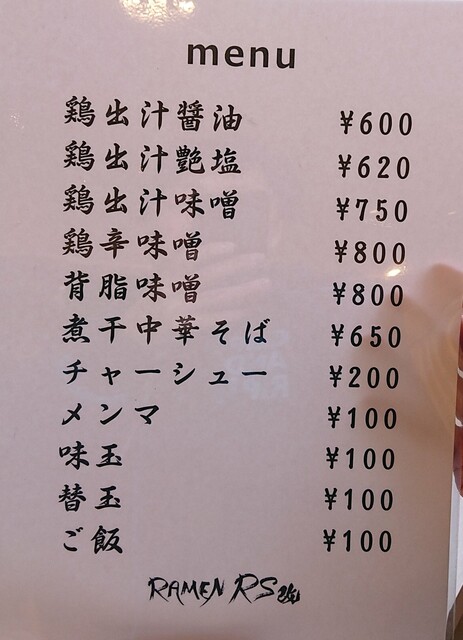 menu
鶏出汁醤油 ¥600
鶏出汁艶塩 ¥620
鶏出汁味噌 ¥750
鶏辛味噌 ¥800
背脂味噌 ¥800
煮干中華そば ¥650
チャーシュー ¥200
メンマ ¥100
味玉 ¥100
替玉 ¥100
ご飯 ¥100
RAMEN RS改